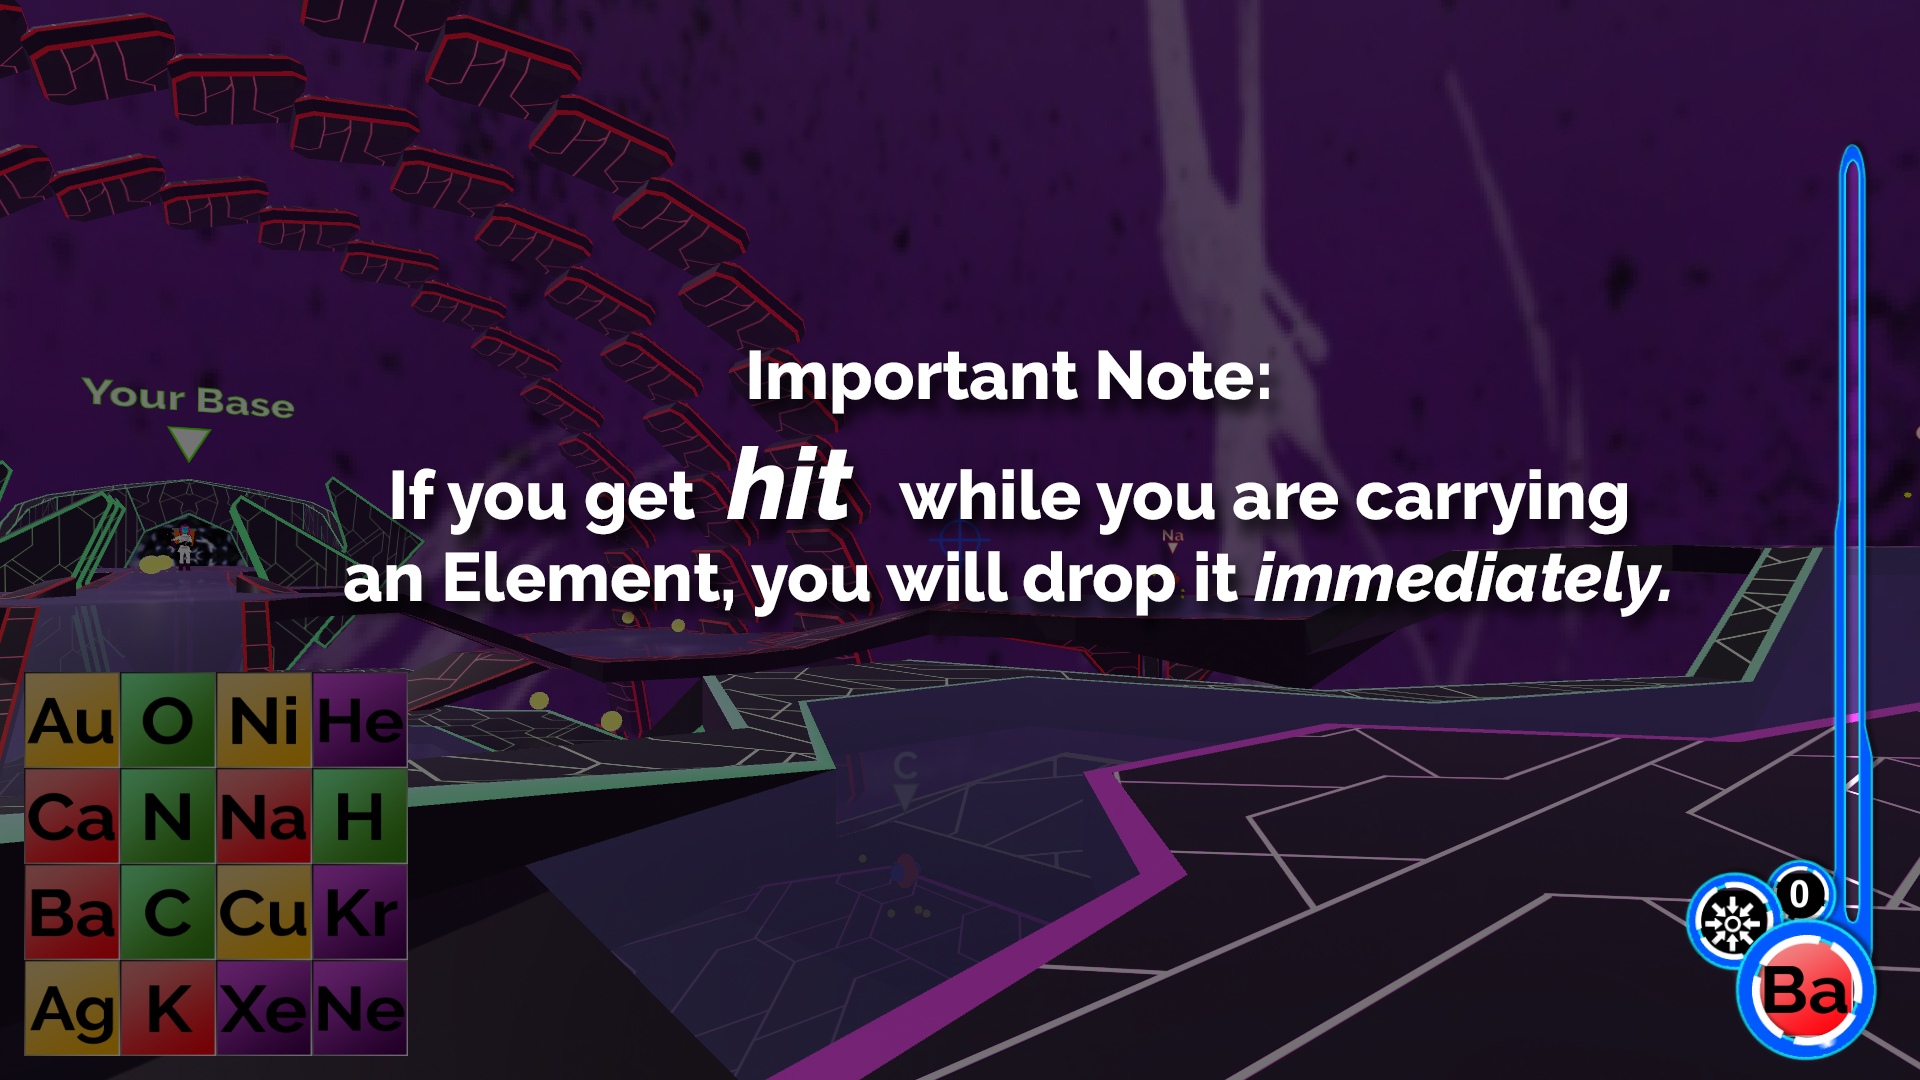 Important Note:
Your Base
If you get hit while you are carrying
an Element, you will drop it immediately.
Na
Au O Ni He
C
Ca N Na H
Ba C Cu Kr
0
Ag K Xe Ne
Ba